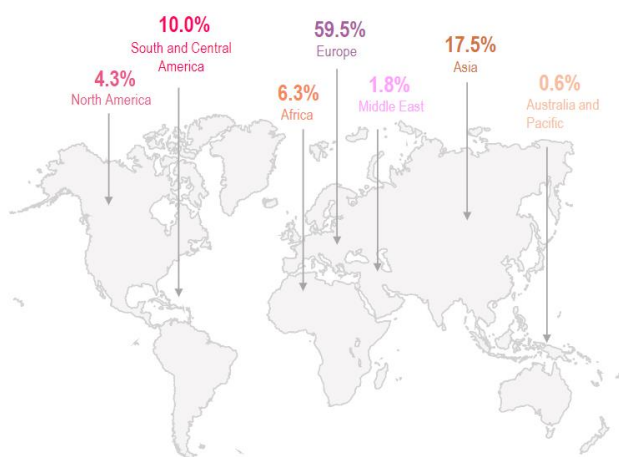 10.0%
South and Central
America
59.5%
Europe
17.5%
Asia
4.3%
North America
6.3%
Africa
1.8%
Middle East
0.6%
Australia and
Pacific